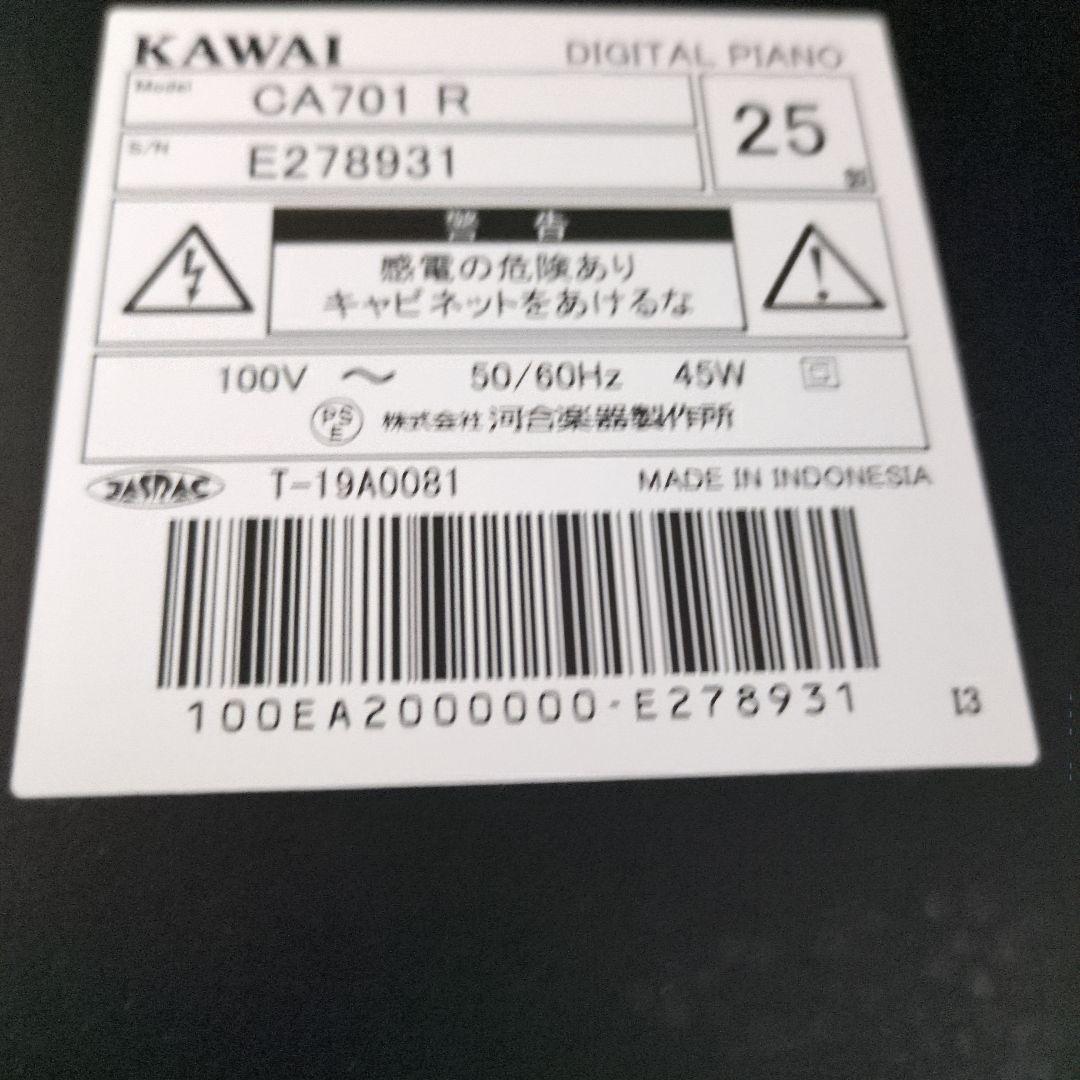 KAWAI DIGITAL PIANO
Model CA701 R
25 製
S/N E278931
警告
感電の危険あり
キャビネットをあけるな
100V ～ 50/60Hz 45W
PSE 株式会社 河合楽器製作所
JASRAC T-19A0081 MADE IN INDONESIA
100EA2000000-E278931
I3